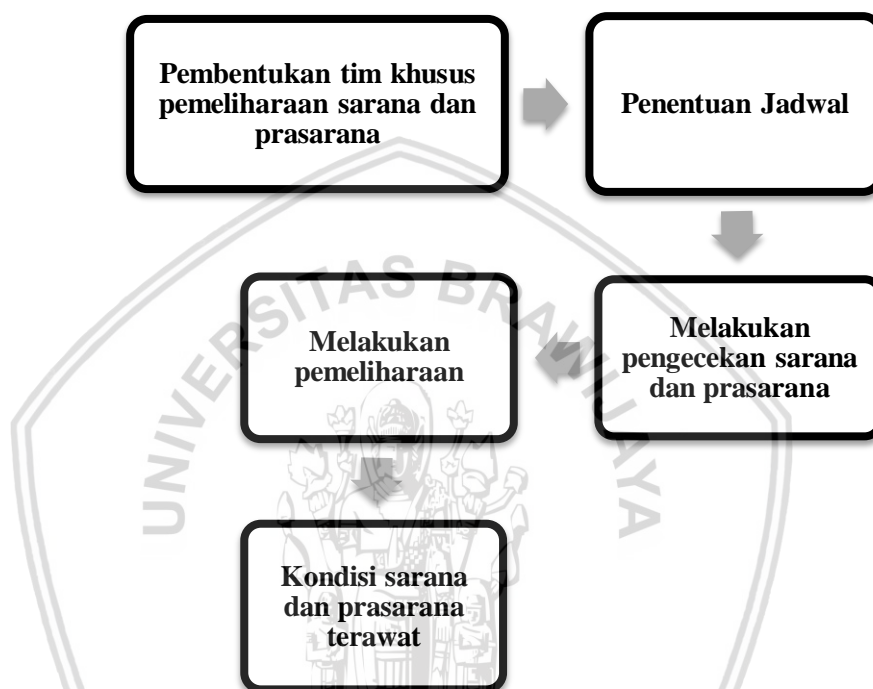 Pembentukan tim khusus
pemeliharaan sarana dan
prasarana
Penentuan Jadwal
Melakukan
pengecekan sarana
dan prasarana
Melakukan
pemeliharaan
Kondisi sarana
dan prasarana
terawat
UNIVERSITAS BRAWIJAYA